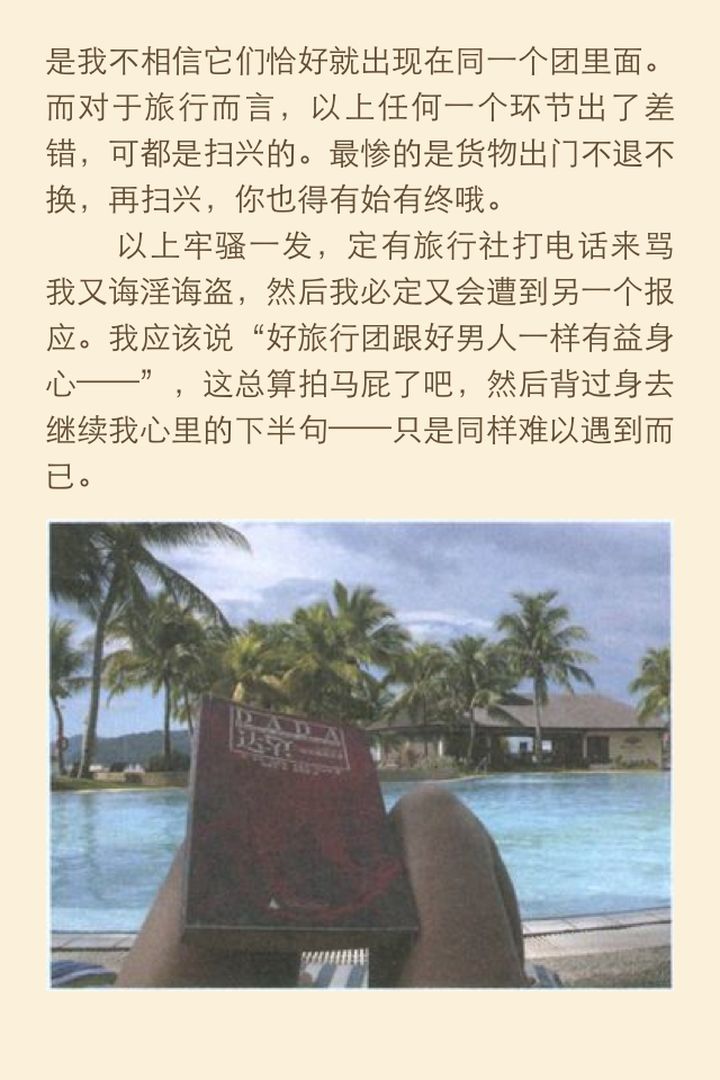 是我不相信它们恰好就出现在同一个团里面。
而对于旅行而言，以上任何一个环节出了差
错，可都是扫兴的。最惨的是货物出门不退不
换，再扫兴，你也得有始有终哦。
以上牢骚一发，定有旅行社打电话来骂
我又诲淫诲盗，然后我必定又会遭到另一个报
应。我应该说“好旅行团跟好男人一样有益身
心——”，这总算拍马屁了吧，然后背过身去
继续我心里的下半句——只是同样难以遇到而
已。
DADA